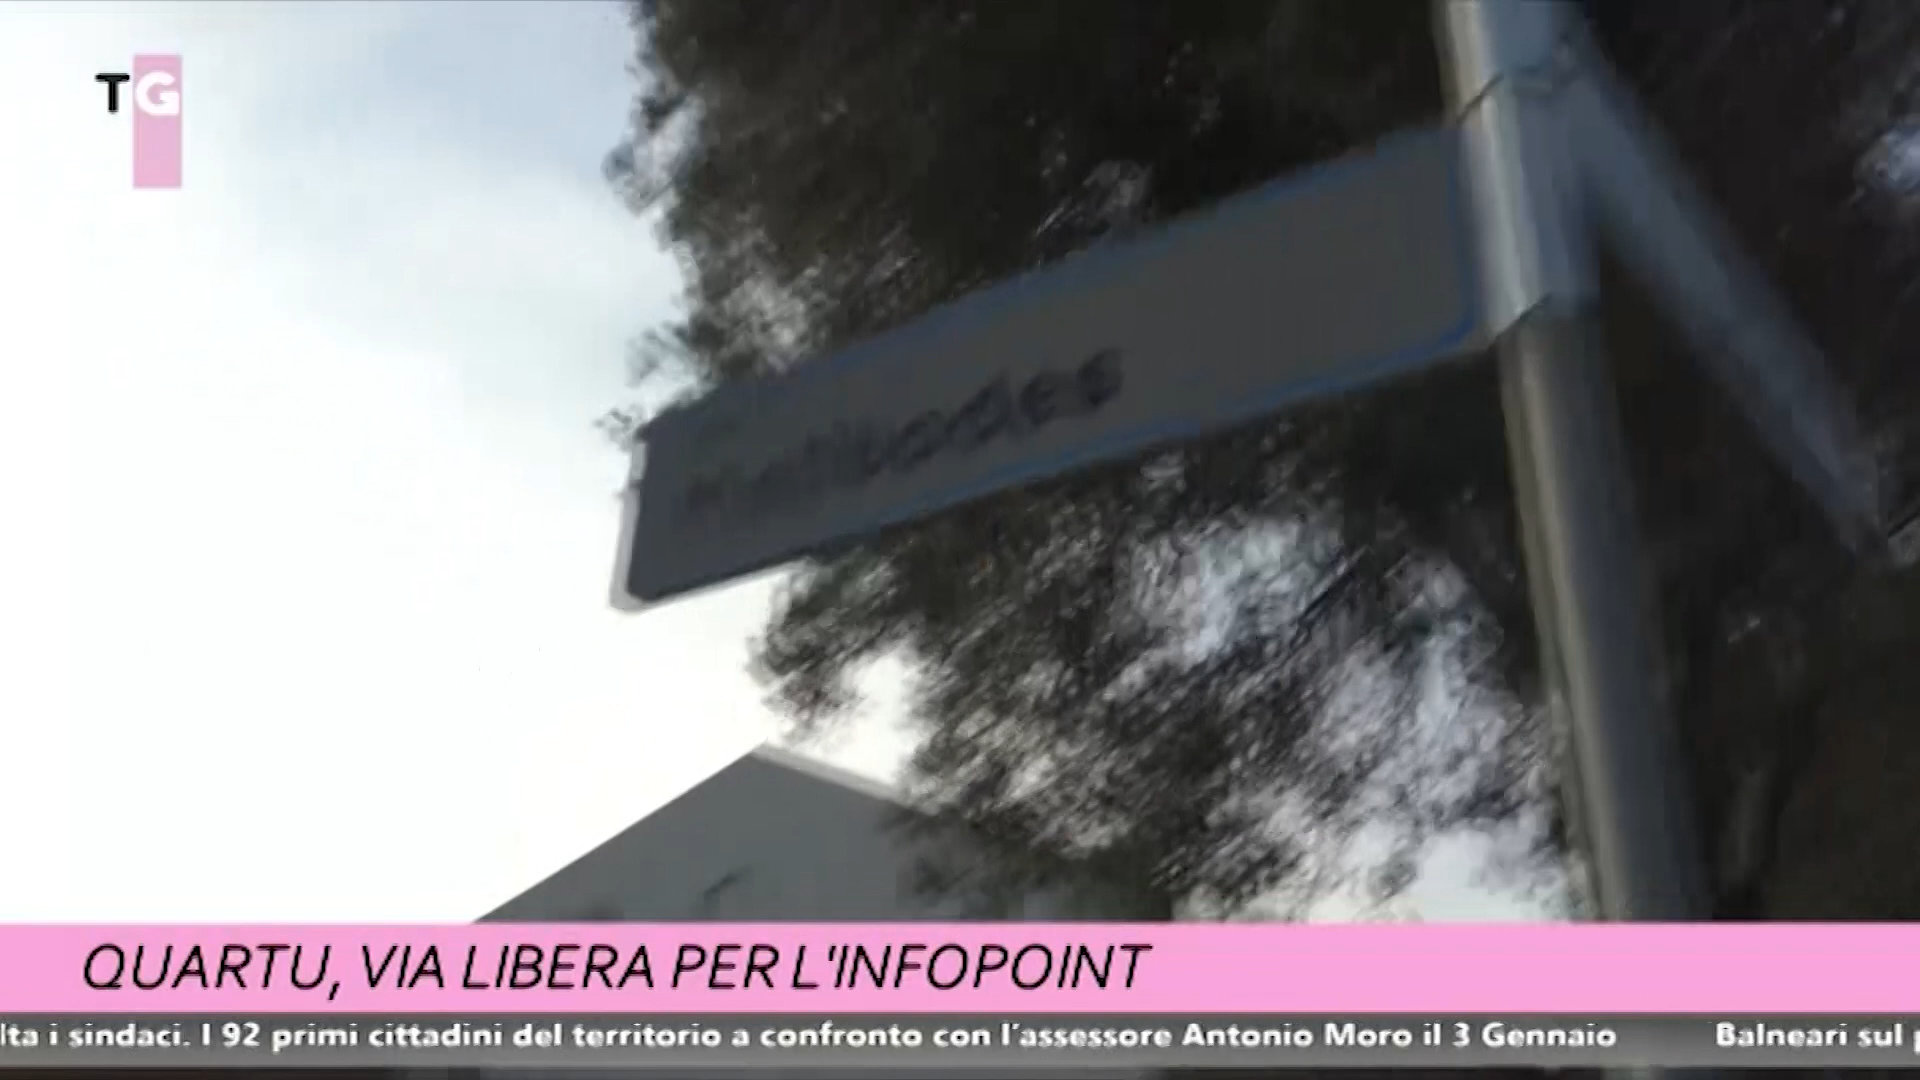 TG
QUARTU, VIA LIBERA PER L'INFOPOINT
lta i sindaci. I 92 primi cittadini del territorio a confronto con l'assessore Antonio Moro il 3 Gennaio Balneari sul